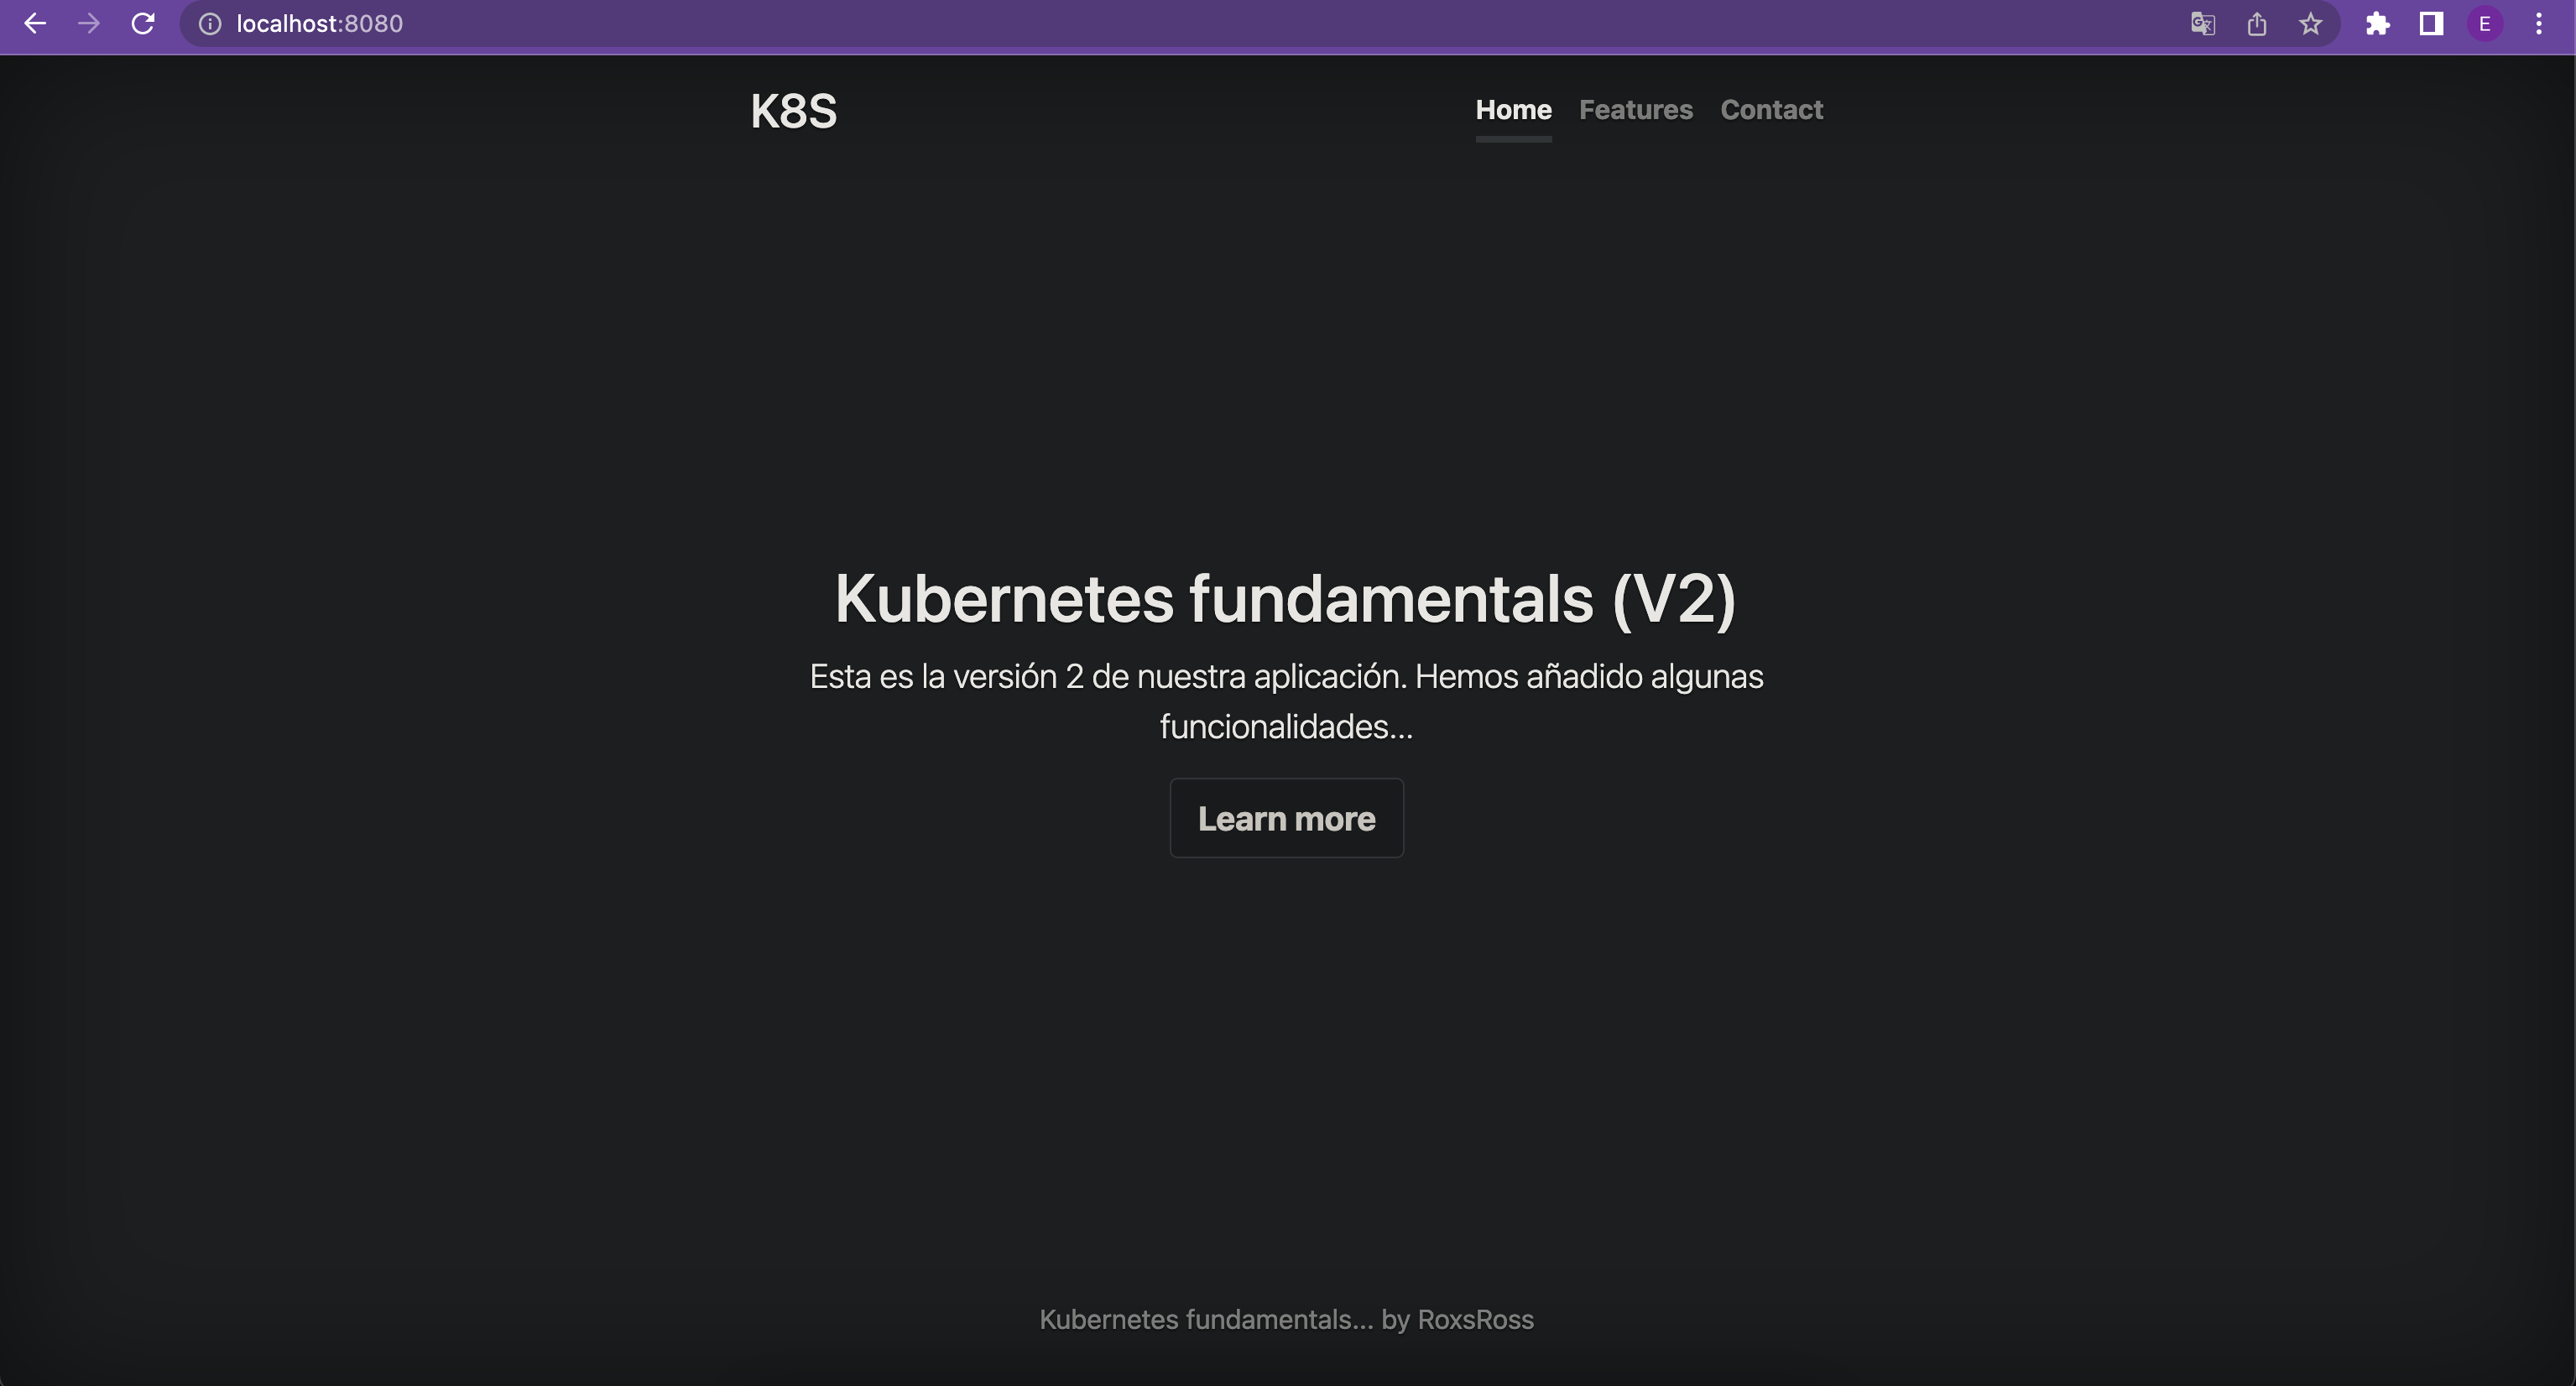 localhost:8080
E
K8S
Home Features Contact
Kubernetes fundamentals (V2)
Esta es la versión 2 de nuestra aplicación. Hemos añadido algunas
funcionalidades...
Learn more
Kubernetes fundamentals... by RoxsRoss